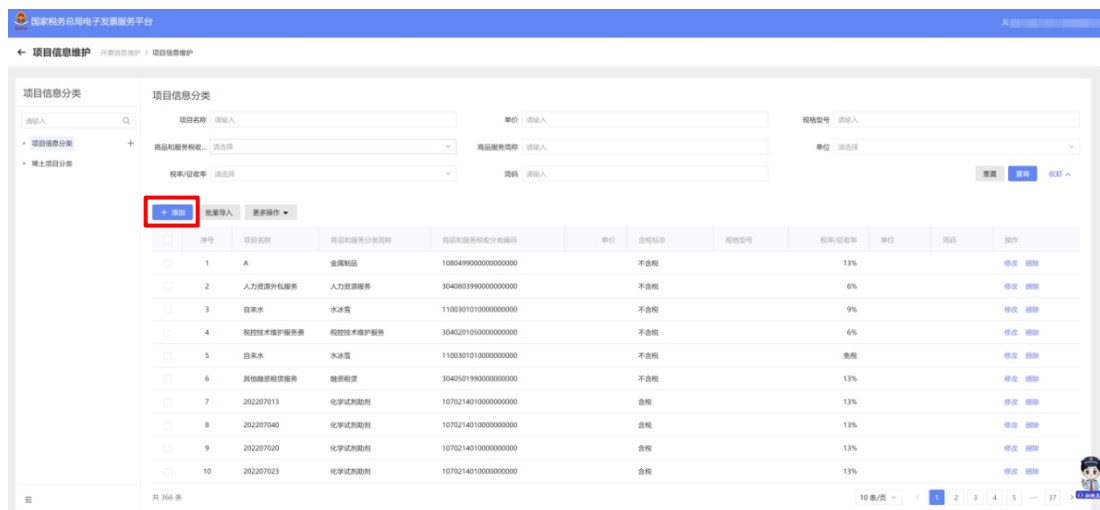 国家税务总局电子发票服务平台
← 项目信息维护 开票信息维护 > 项目信息维护
项目信息分类
请输入
项目信息分类 +
稀土项目分类
项目信息分类
项目名称 请输入 单价 请输入 规格型号 请输入
商品和服务税收... 请选择 商品服务简称 请输入 单位 请选择
税率/征收率 请选择 简码 请输入 重置 查询 收起
+ 添加 批量导入 更多操作
序号 项目名称 商品和服务分类简称 商品和服务税收分类编码 单价 含税标志 规格型号 税率/征收率 单位 简码 操作
1 A 金属制品 1080499000000000000 不含税 13% 修改 删除
2 人力资源外包服务 人力资源服务 3040803990000000000 不含税 6% 修改 删除
3 自来水 水冰雪 1100301010000000000 不含税 9% 修改 删除
4 税控技术维护服务费 税控技术维护服务 3040201050000000000 不含税 6% 修改 删除
5 自来水 水冰雪 1100301010000000000 不含税 免税 修改 删除
6 其他融资租赁服务 融资租赁 3040501990000000000 不含税 13% 修改 删除
7 202207013 化学试剂助剂 1070214010000000000 含税 13% 修改 删除
8 202207040 化学试剂助剂 1070214010000000000 含税 13% 修改 删除
9 202207020 化学试剂助剂 1070214010000000000 含税 13% 修改 删除
10 202207023 化学试剂助剂 1070214010000000000 含税 13% 修改 删除
共 366 条 10 条/页 < 1 2 3 4 5 ··· 37 >